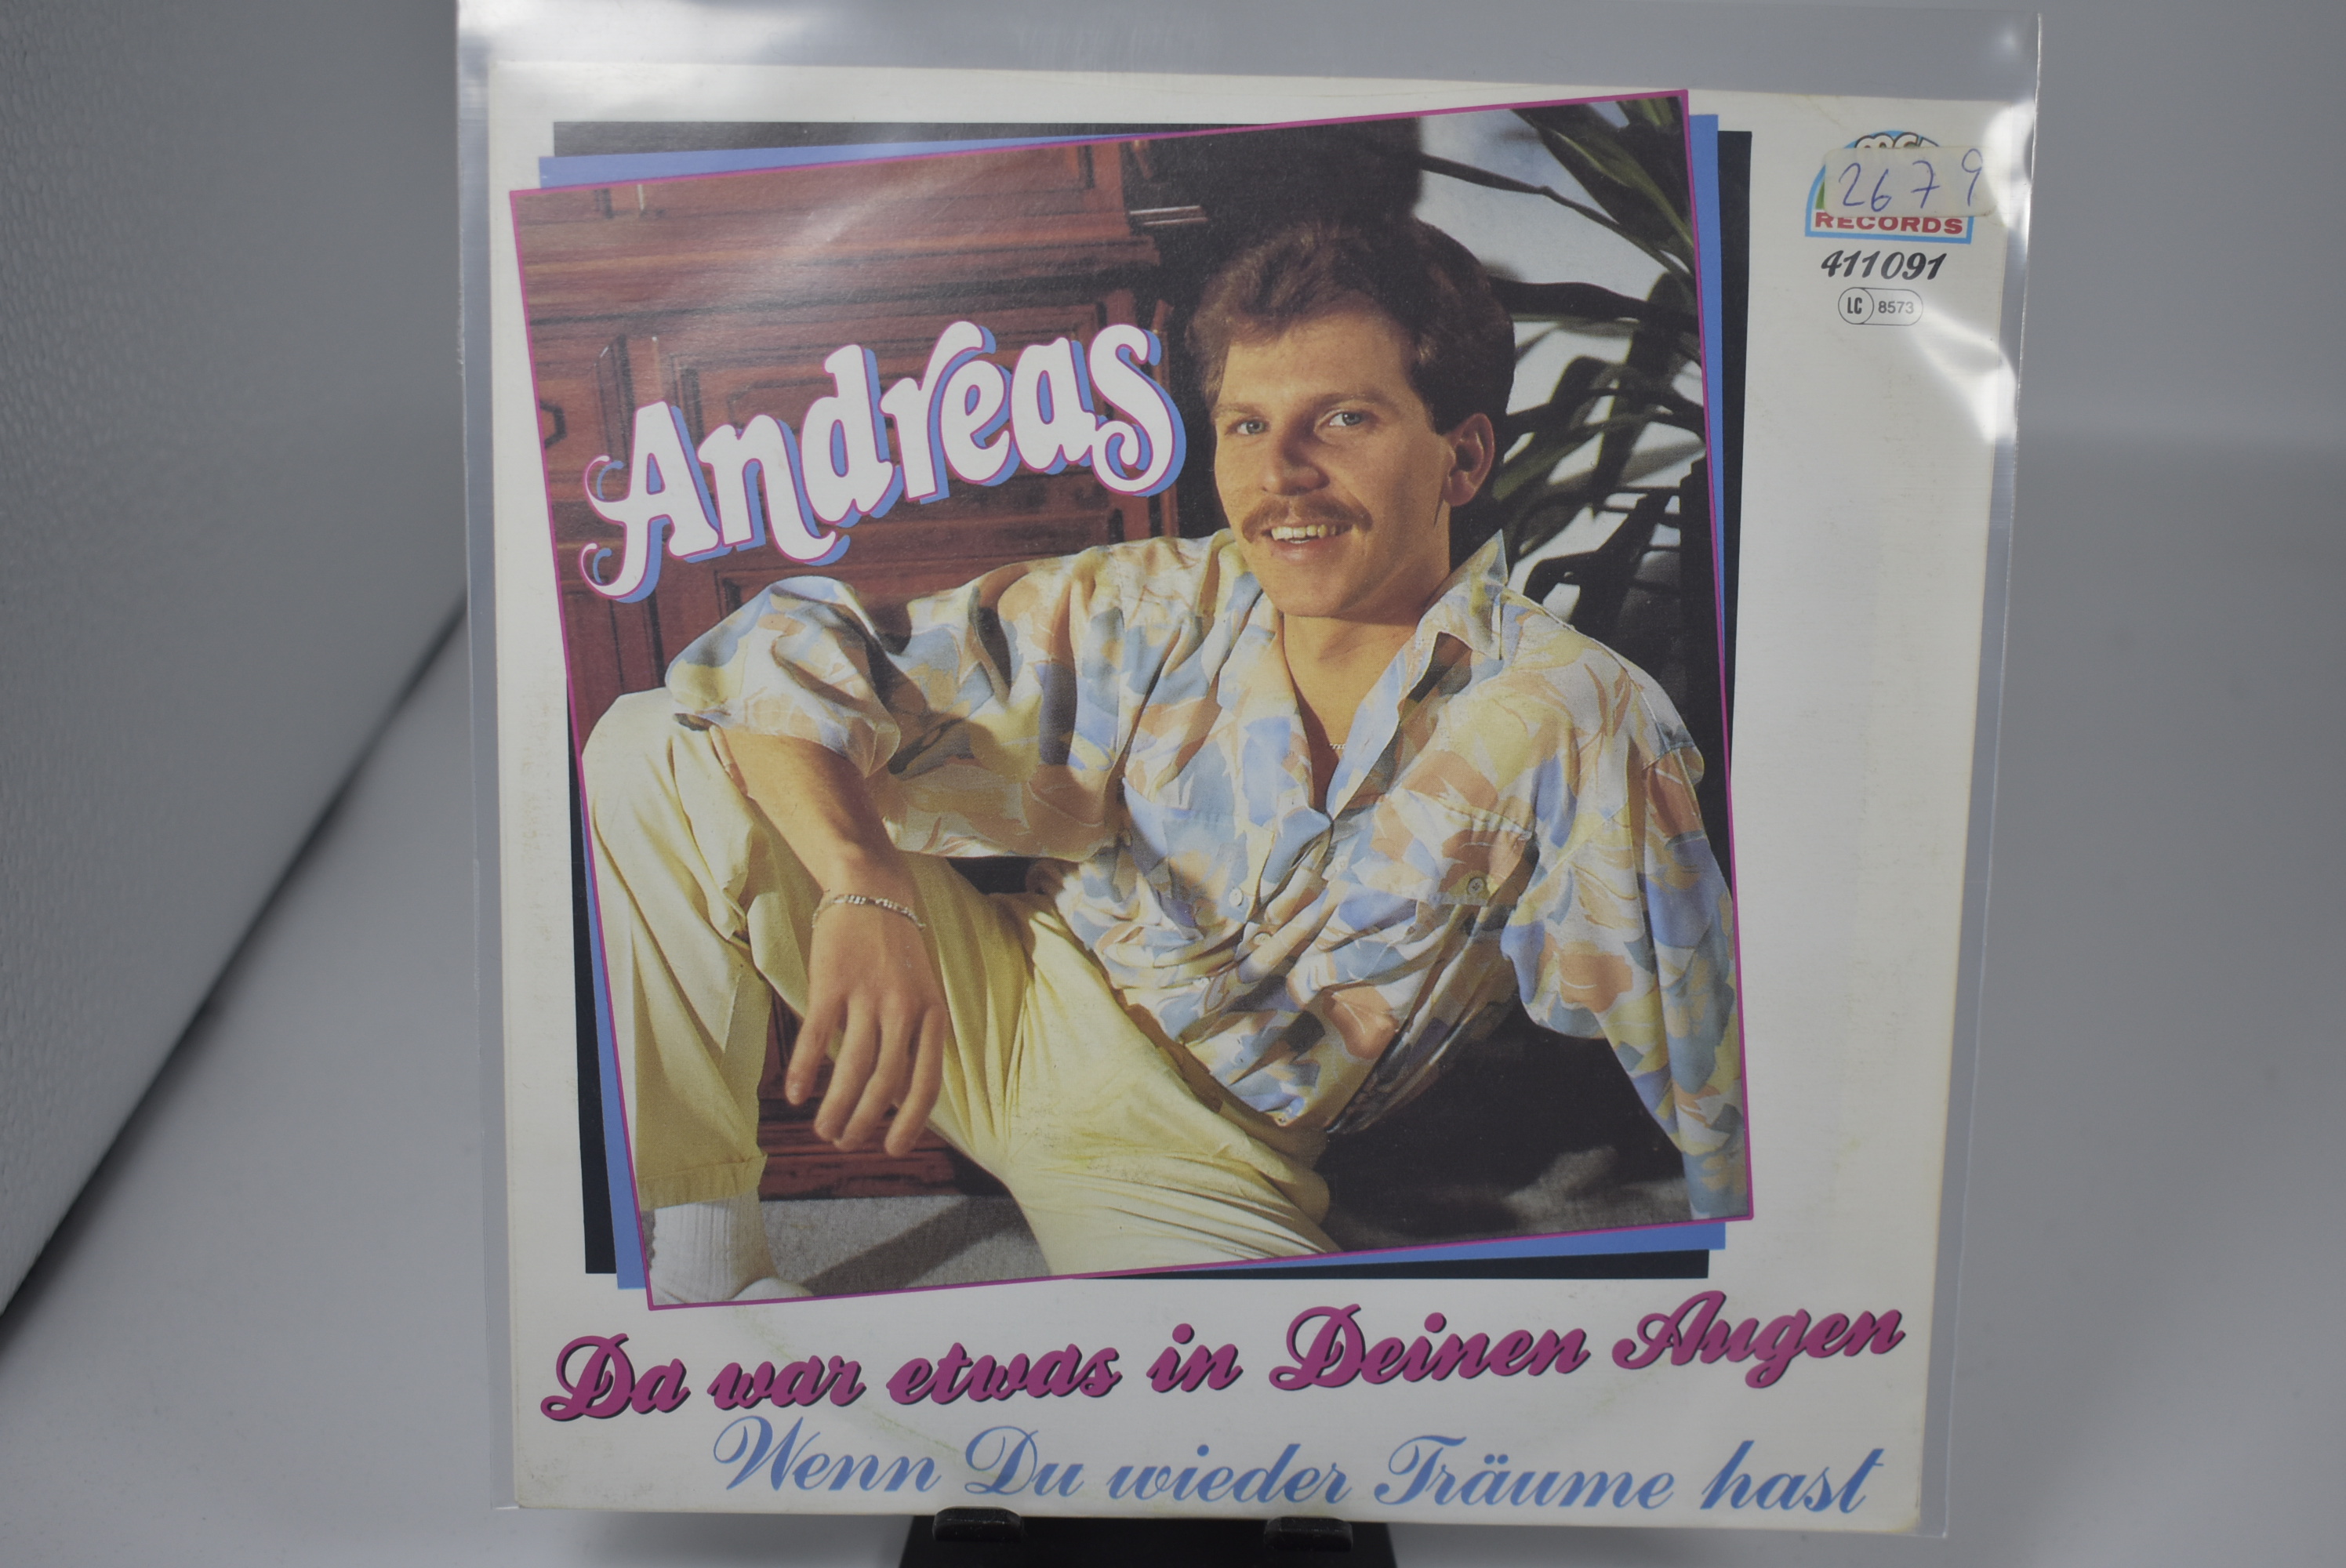 2679
RECORDS
411091
LC 8573
Andreas
Da war etwas in Deinen Augen
Wenn Du wieder Träume hast